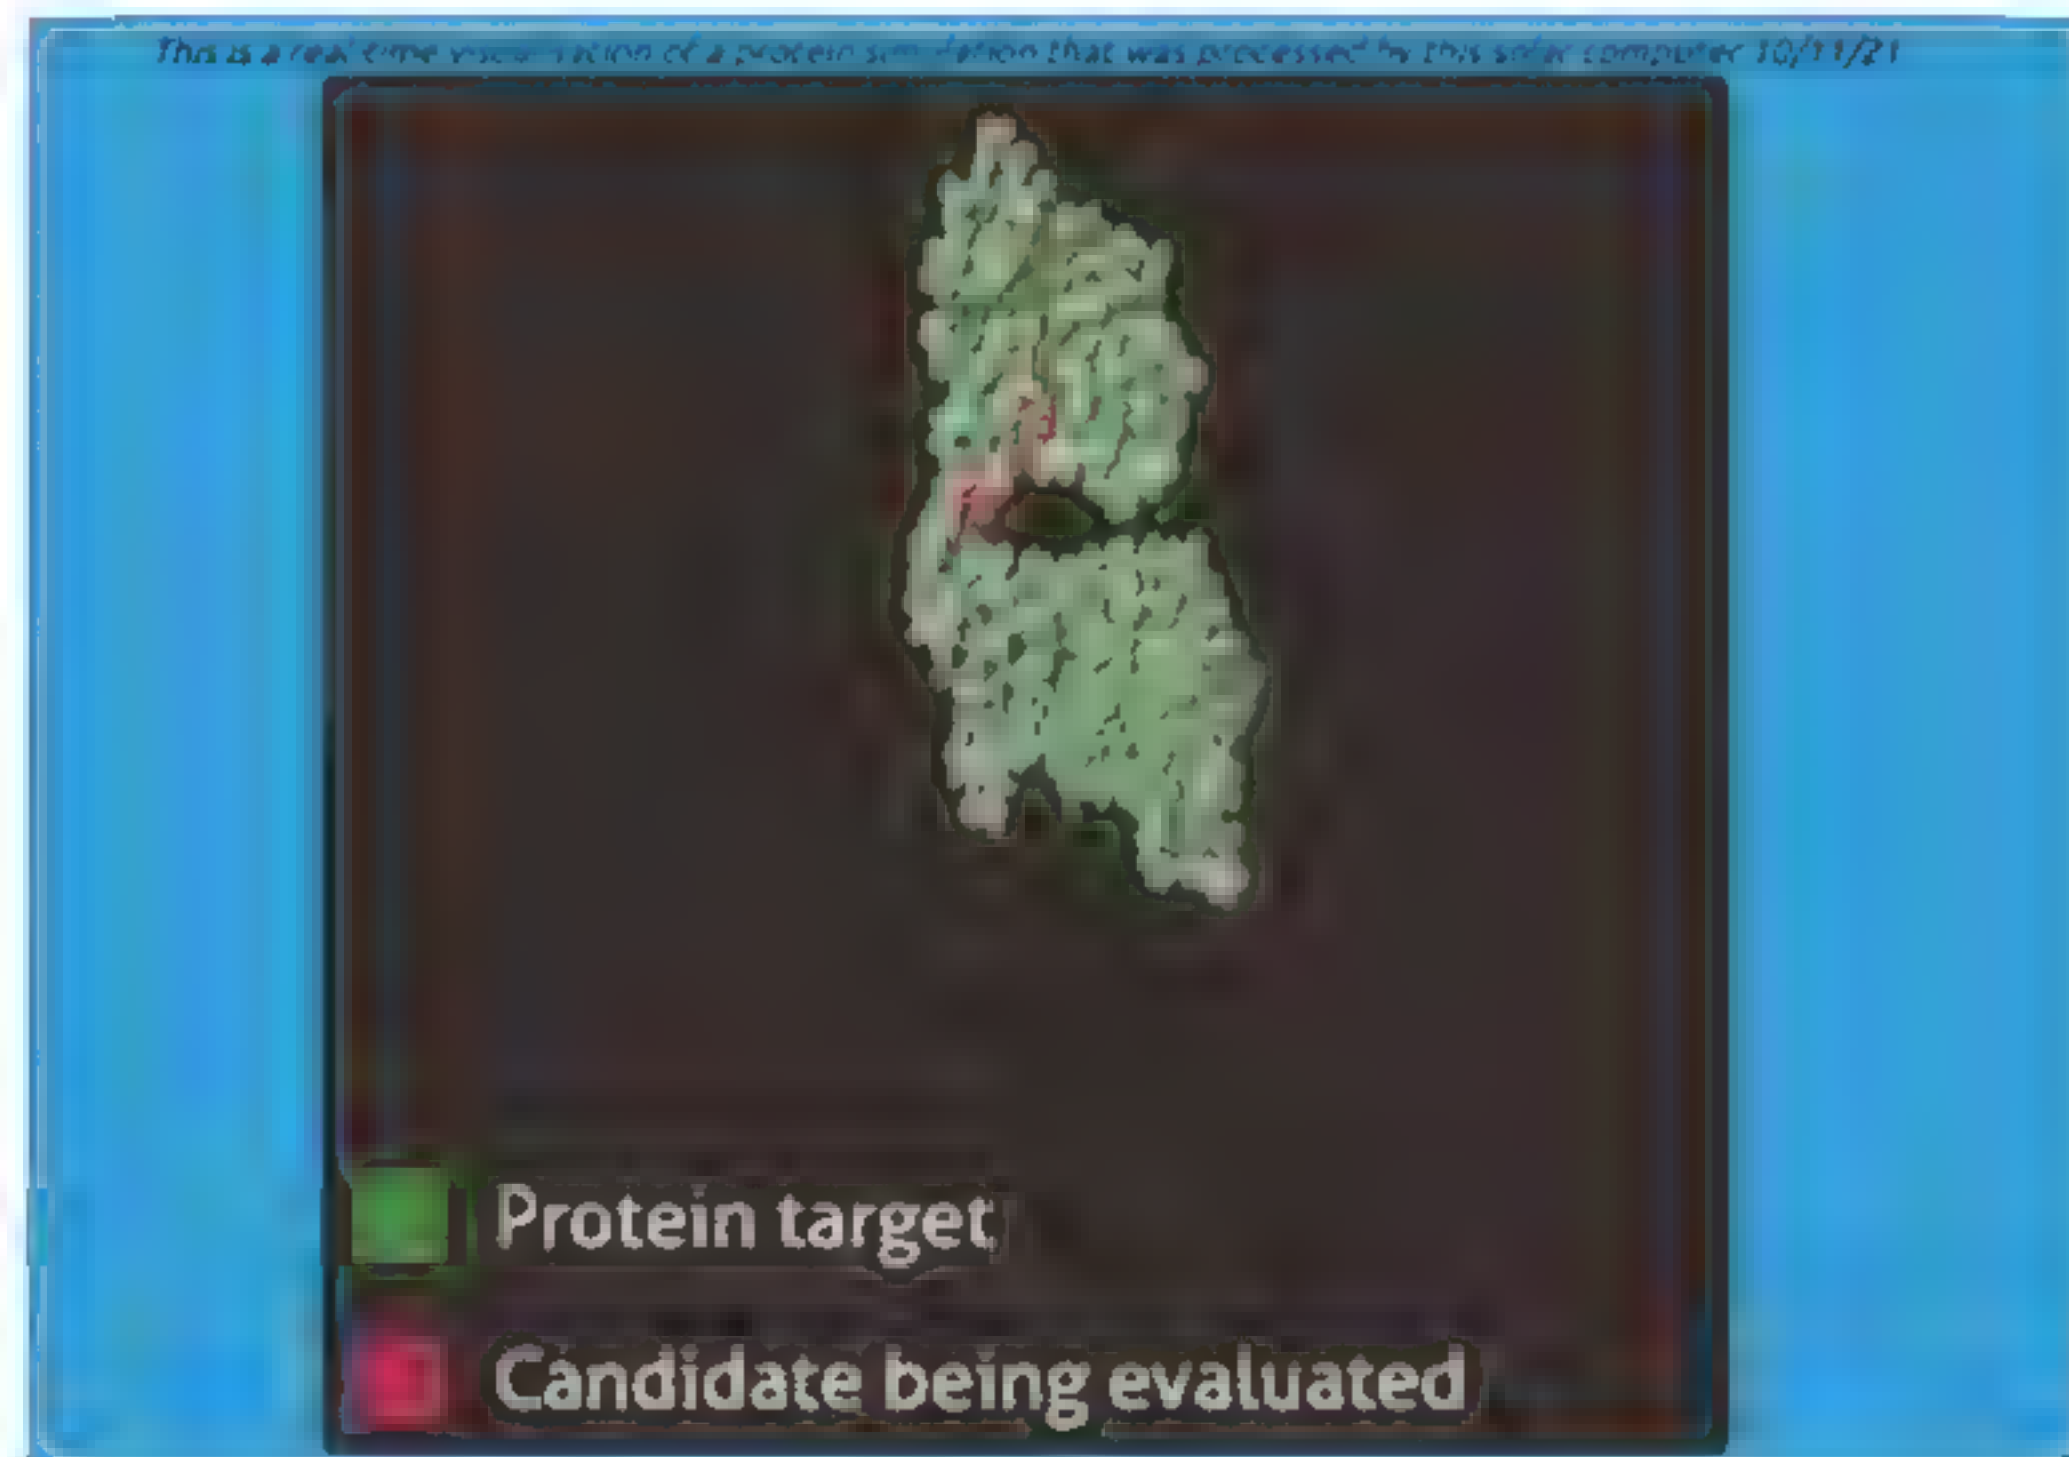 This is a real time visualization of a protein simulation that was processed by this solar computer 10/11/21
Protein target
Candidate being evaluated